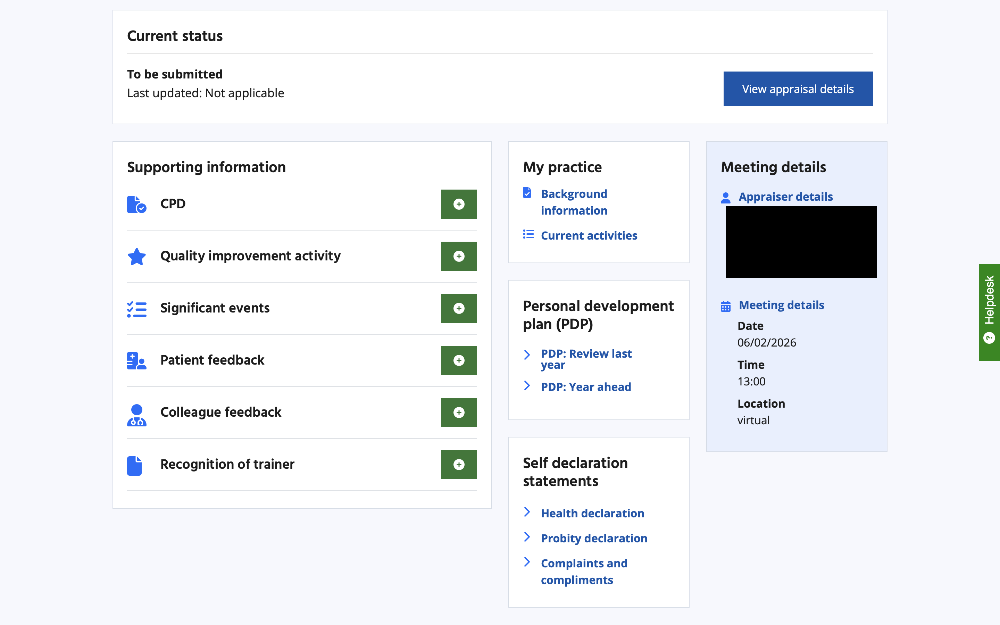 Current status
To be submitted
Last updated: Not applicable
View appraisal details
Supporting information
CPD
Quality improvement activity
Significant events
Patient feedback
Colleague feedback
Recognition of trainer
My practice
Background
information
Current activities
Personal development
plan (PDP)
PDP: Review last
year
PDP: Year ahead
Self declaration
statements
Health declaration
Probity declaration
Complaints and
compliments
Meeting details
Appraiser details
Meeting details
Date
06/02/2026
Time
13:00
Location
virtual
? Helpdesk